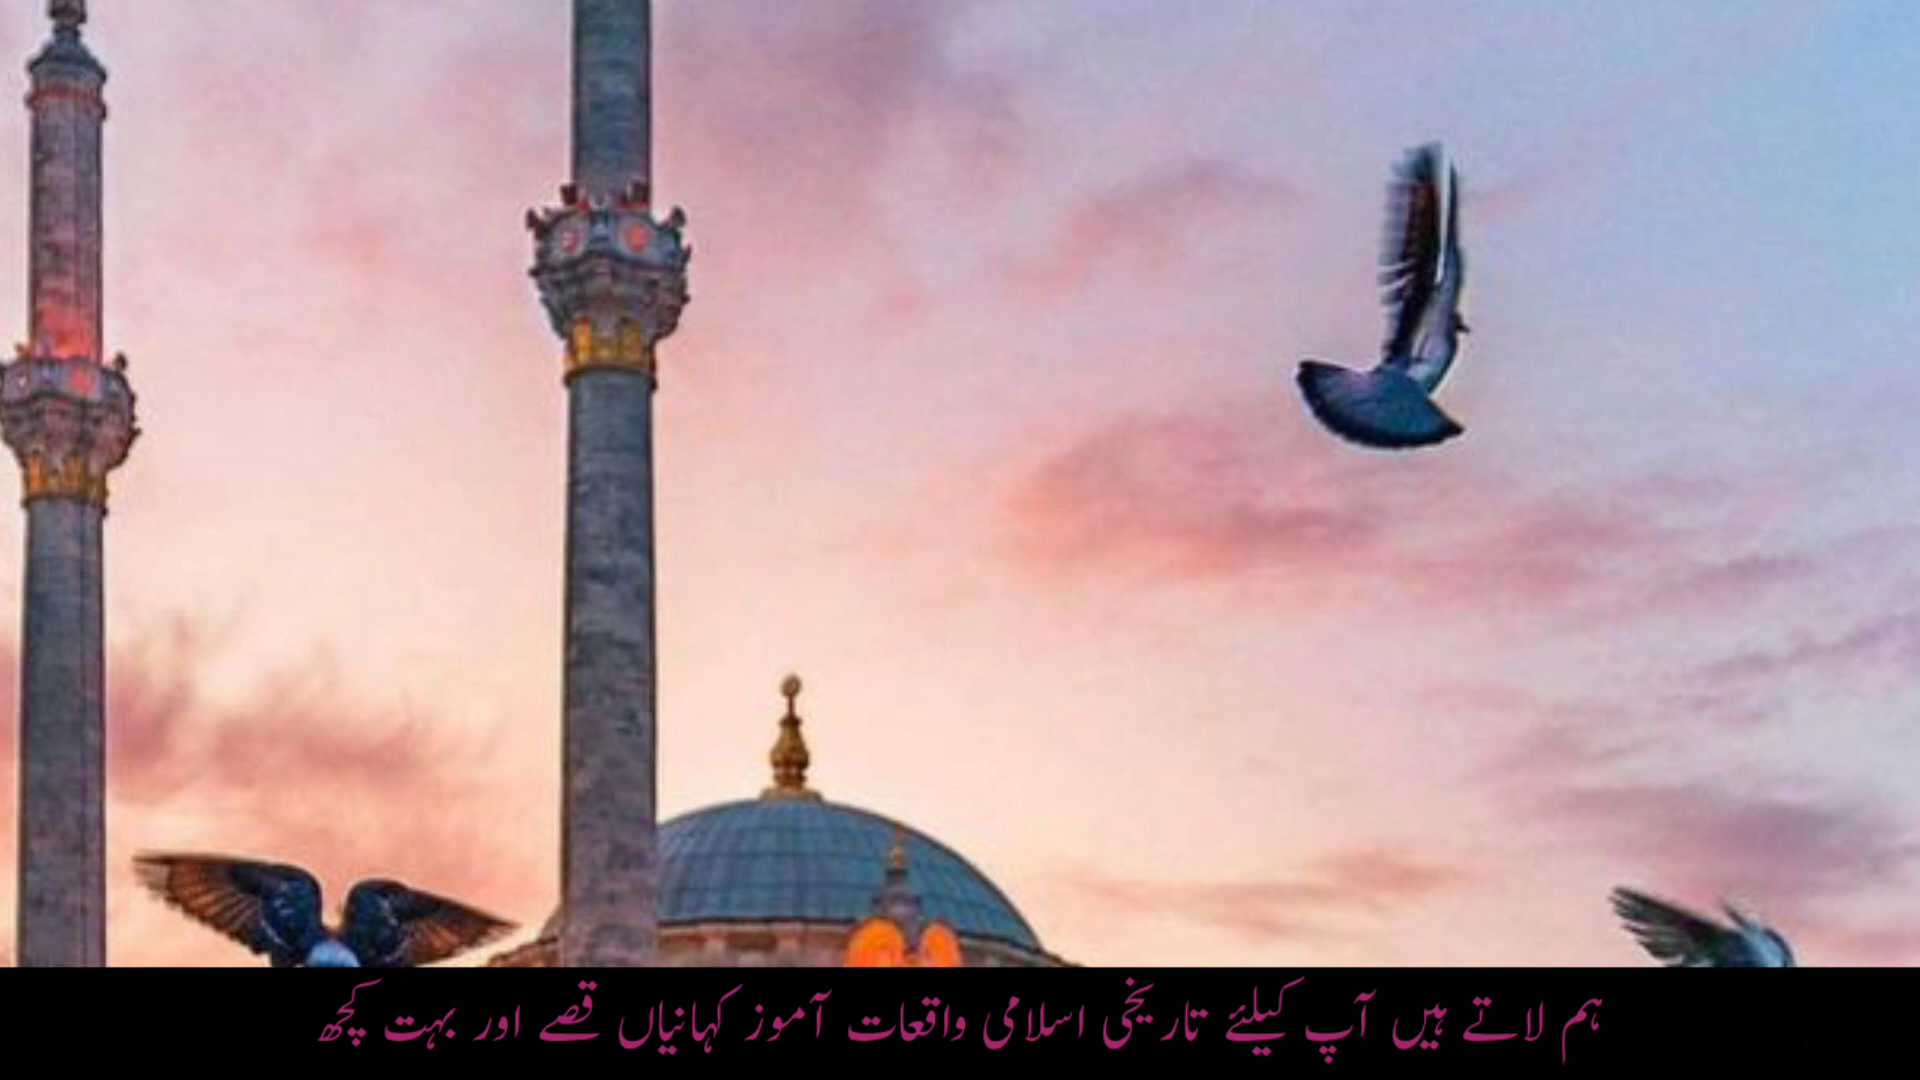 ہم لاتے ہیں آپ کیلئے تاریخی اسلامی واقعات آموز کہانیاں قصے اور بہت کچھ